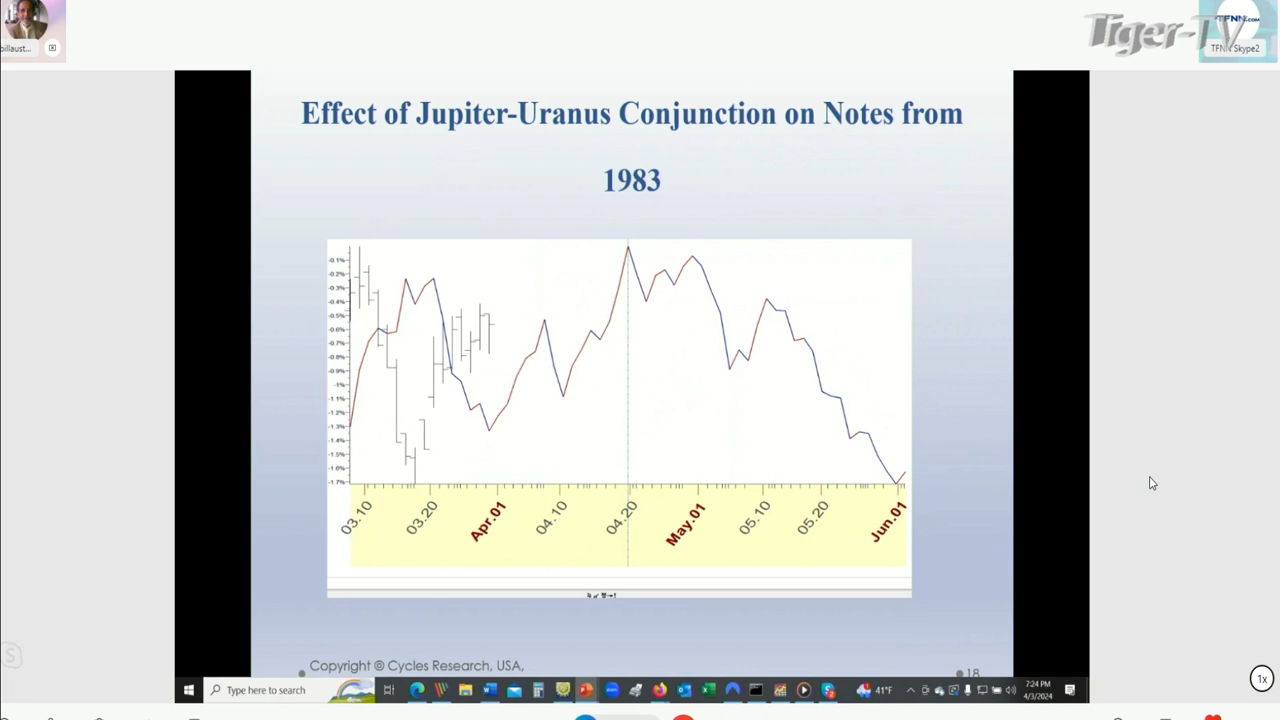 billaust...
Tiger-TV
TFNN.COM
TFNN Skype2
Effect of Jupiter-Uranus Conjunction on Notes from
1983
-0.1%
-0.2%
-0.3%
-0.4%
-0.5%
-0.6%
-0.7%
-0.8%
-0.9%
-1%
-1.1%
-1.2%
-1.3%
-1.4%
-1.5%
-1.6%
-1.7%
03.10
03.20
Apr.01
04.10
04.20
May.01
05.10
05.20
Jun.01
Copyright @ Cycles Research, USA,
18
Type here to search
41°F
7:24 PM
4/3/2024
1x